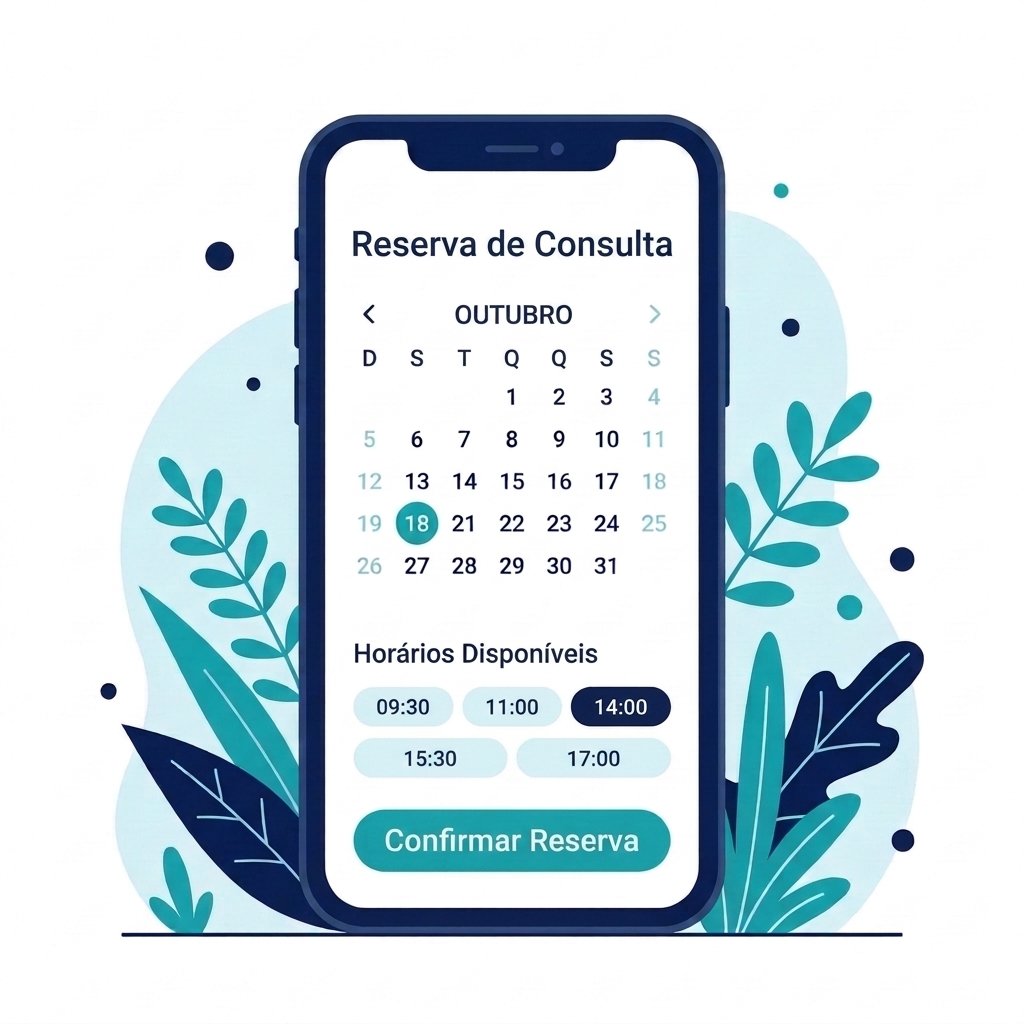 Reserva de Consulta
< OUTUBRO >
D S T Q Q S S
1 2 3 4
5 6 7 8 9 10 11
12 13 14 15 16 17 18
19 18 21 22 23 24 25
26 27 28 29 30 31
Horários Disponíveis
09:30 11:00 14:00
15:30 17:00
Confirmar Reserva